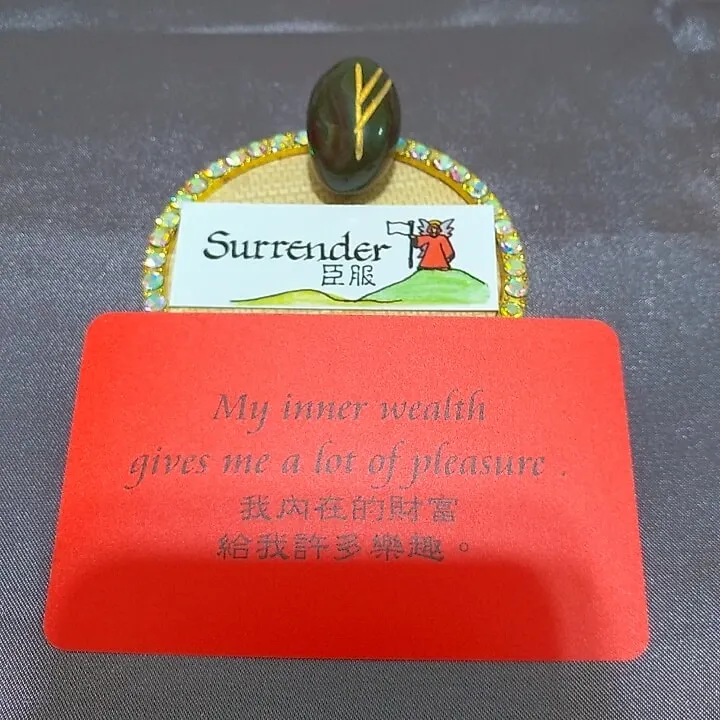 ᚠ
Surrender
臣服
My inner wealth
gives me a lot of pleasure .
我內在的財富
給我許多樂趣。